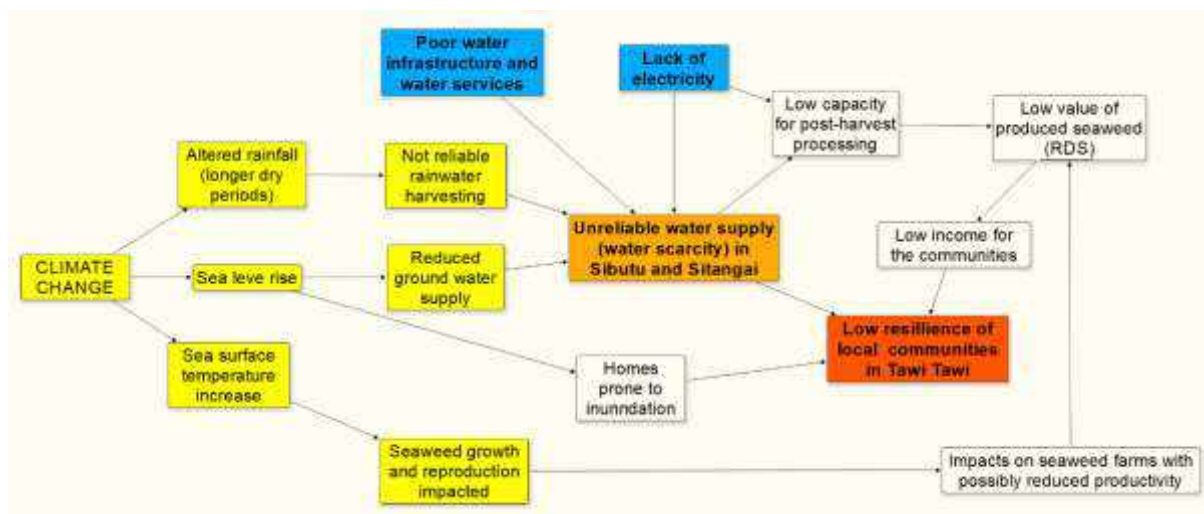 Poor water
infrastructure and
water services
Lack of
electricity
Low capacity
for post-harvest
processing
Low value of
produced seaweed
(RDS)
Altered rainfall
(longer dry
periods)
Not reliable
rainwater
harvesting
Unreliable water supply
(water scarcity) in
Sibutu and Sitangai
Low income for
the communities
CLIMATE
CHANGE
Sea leve rise
Reduced
ground water
supply
Low resillience of
local communities
in Tawi Tawi
Sea surface
temperature
increase
Homes
prone to
inunndation
Seaweed growth
and reproduction
impacted
Impacts on seaweed farms with
possibly reduced productivity